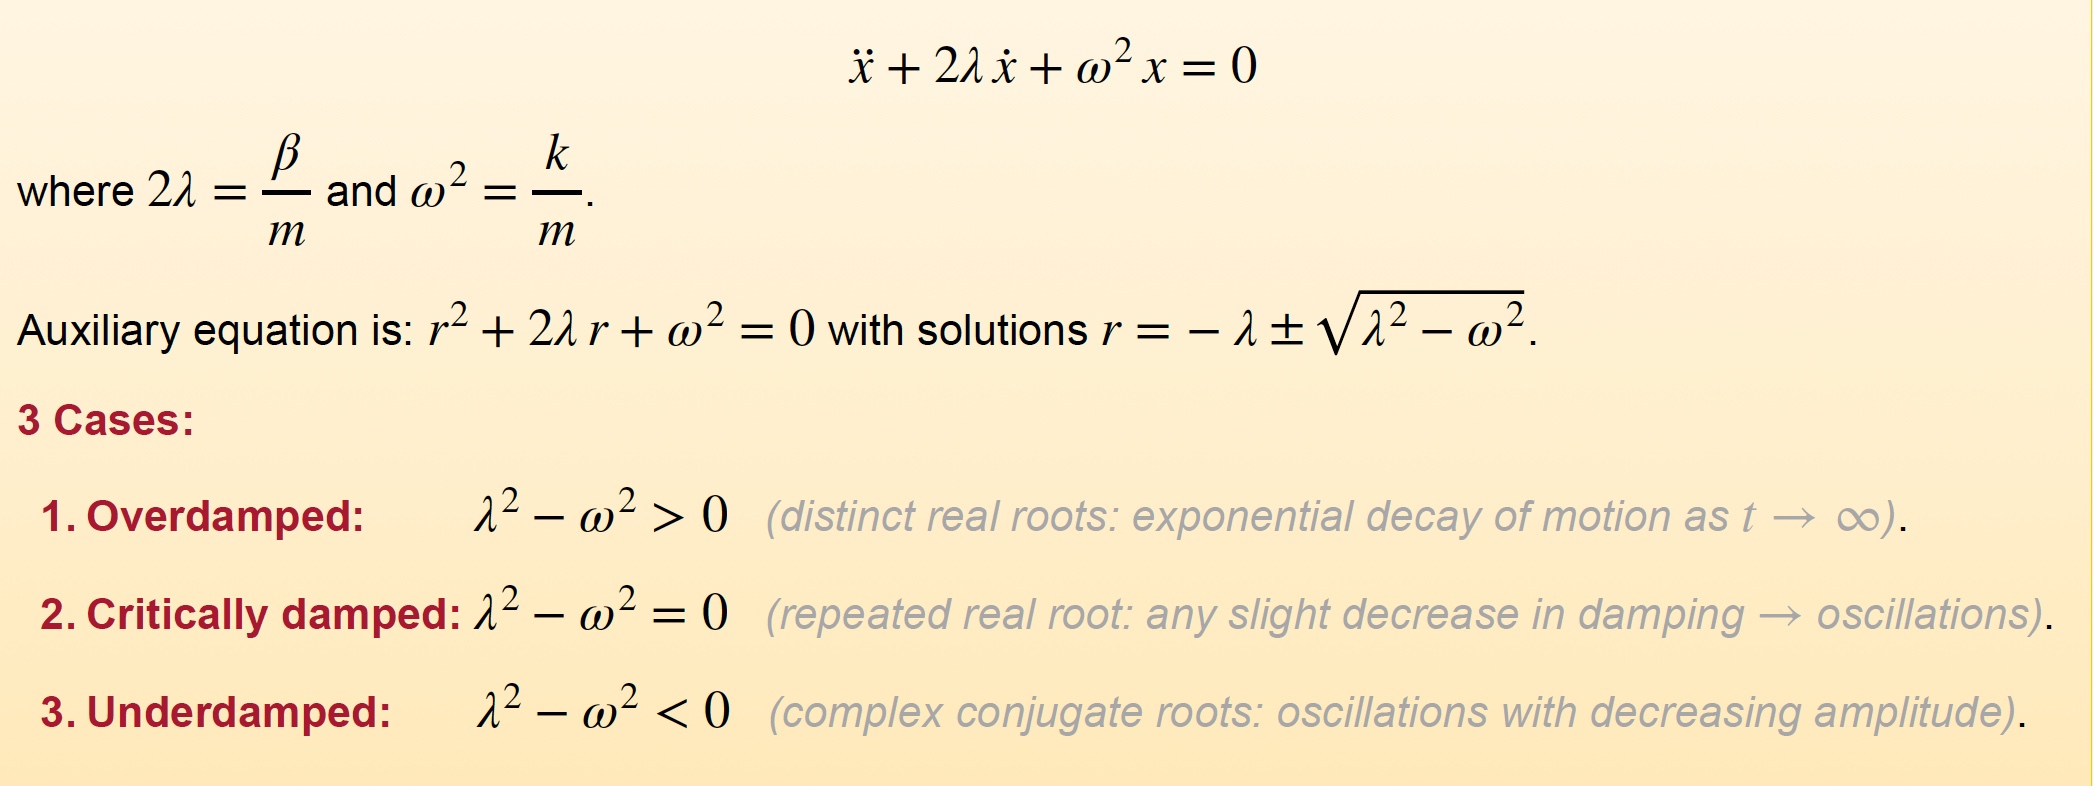 ẍ + 2λ ẋ + ω² x = 0
where 2λ = β/m and ω² = k/m.
Auxiliary equation is: r² + 2λ r + ω² = 0 with solutions r = − λ ± √(λ² − ω²).
3 Cases:
1. Overdamped: λ² − ω² > 0 (distinct real roots: exponential decay of motion as t → ∞).
2. Critically damped: λ² − ω² = 0 (repeated real root: any slight decrease in damping → oscillations).
3. Underdamped: λ² − ω² < 0 (complex conjugate roots: oscillations with decreasing amplitude).